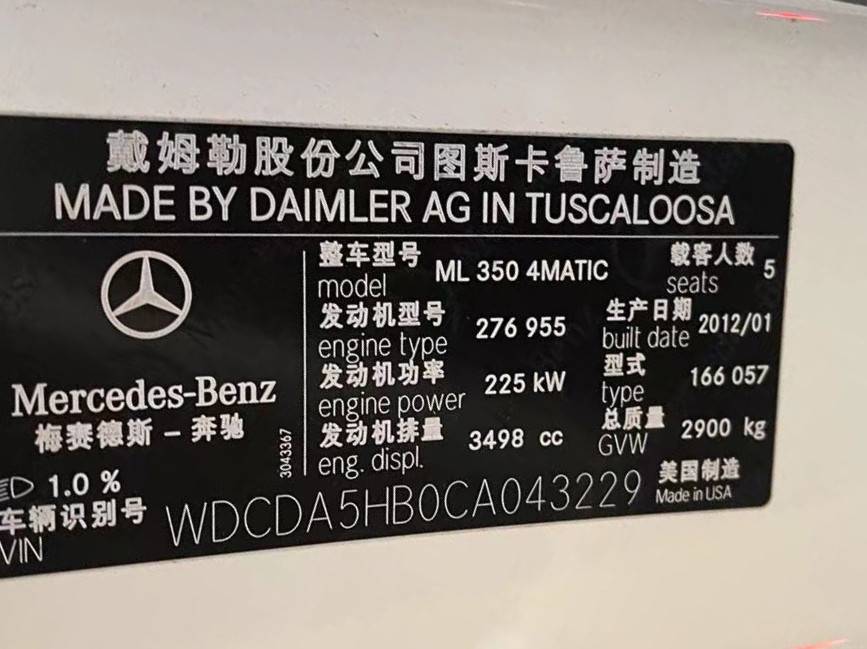 戴姆勒股份公司图斯卡鲁萨制造
MADE BY DAIMLER AG IN TUSCALOOSA
Mercedes-Benz
梅赛德斯－奔驰
3043367
1.0 %
整车型号 ML 350 4MATIC 载客人数 5
model seats
发动机型号 276 955 生产日期 2012/01
engine type built date
发动机功率 225 kW 型式 166 057
engine power type
发动机排量 3498 cc 总质量 2900 kg
eng. displ. GVW
车辆识别号 WDCDA5HB0CA043229 美国制造
VIN Made in USA